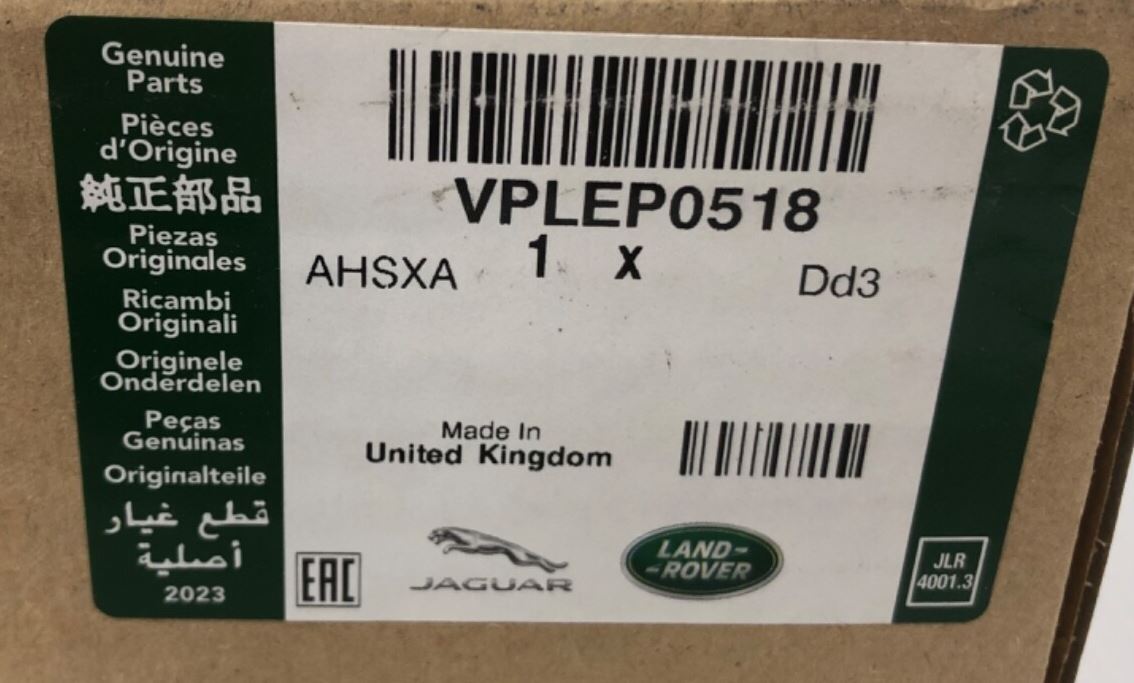 Genuine
Parts
Pièces
d'Origine
純正部品
Piezas
Originales
Ricambi
Originali
Originele
Onderdelen
Peças
Genuinas
Originalteile
قطع غيار
أصلية
2023
VPLEP0518
1 x
AHSXA
Dd3
Made In
United Kingdom
EAC
JAGUAR
LAND-
-ROVER
JLR
4001.3